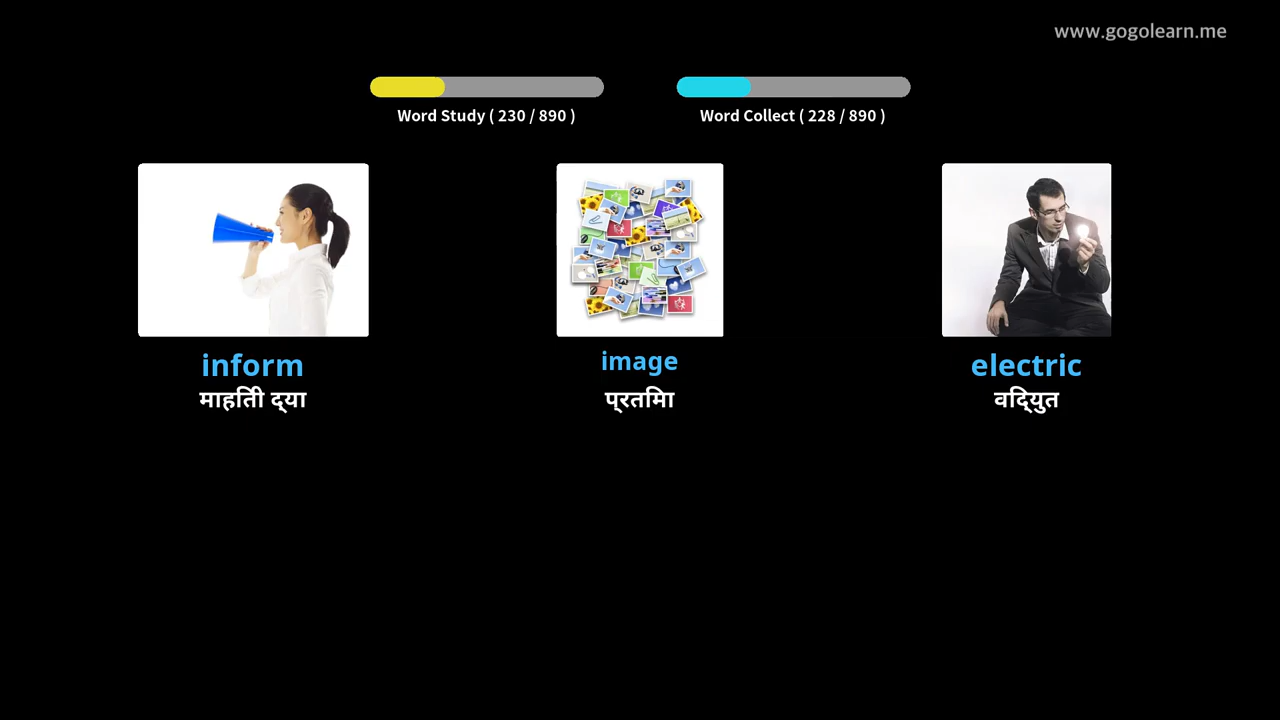 www.gogolearn.me
Word Study ( 230 / 890 )
Word Collect ( 228 / 890 )
inform
माहिती द्या
image
प्रतिमा
electric
विद्युत